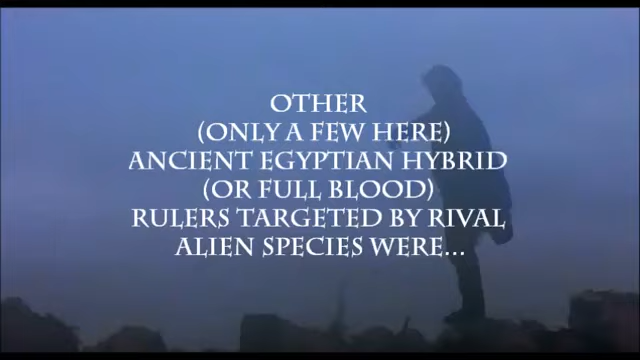 OTHER
(ONLY A FEW HERE)
ANCIENT EGYPTIAN HYBRID
(OR FULL BLOOD)
RULERS TARGETED BY RIVAL
ALIEN SPECIES WERE...